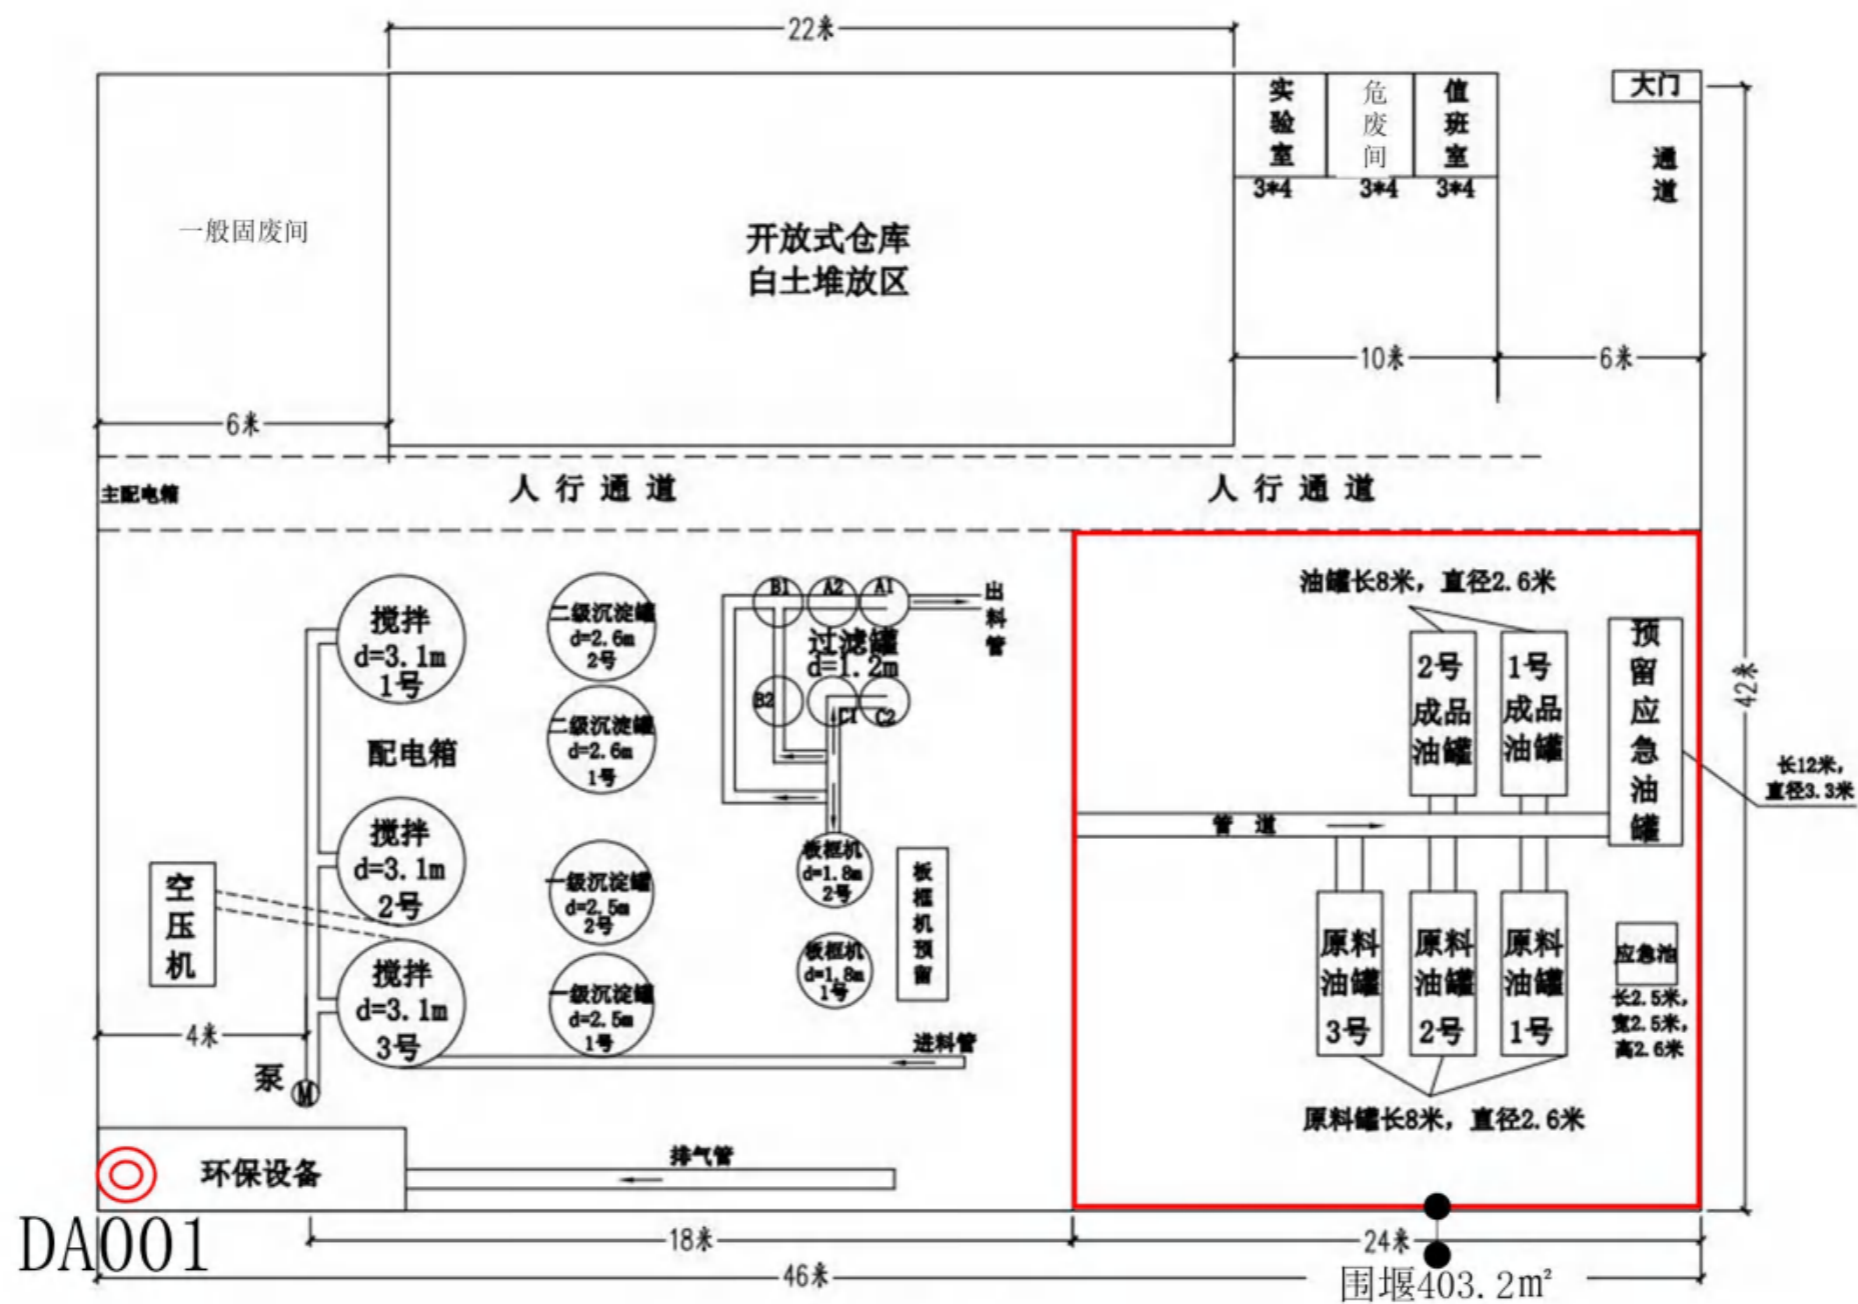 22米
实验室
危废间
值班室
大门
3*4
3*4
3*4
通道
一般固废间
开放式仓库
白土堆放区
10米
6米
6米
主配电箱
人行通道
人行通道
42米
搅拌
d=3.1m
1号
配电箱
搅拌
d=3.1m
2号
搅拌
d=3.1m
3号
空压机
4米
泵
M
二级沉淀罐
d=2.6m
2号
二级沉淀罐
d=2.6m
1号
一级沉淀罐
d=2.5m
2号
一级沉淀罐
d=2.5m
1号
B1
A2
A1
出料管
过滤罐
d=1.2m
B2
C1
C2
板框机
d=1.8m
2号
板框机
d=1.8m
1号
板框机预留
进料管
油罐长8米，直径2.6米
2号
成品
油罐
1号
成品
油罐
预留应急油罐
长12米，
直径3.3米
管道
原料
油罐
3号
原料
油罐
2号
原料
油罐
1号
应急池
长2.5米，
宽2.5米，
高2.6米
原料罐长8米，直径2.6米
环保设备
排气管
DA001
18米
24米
46米
围堰403.2㎡